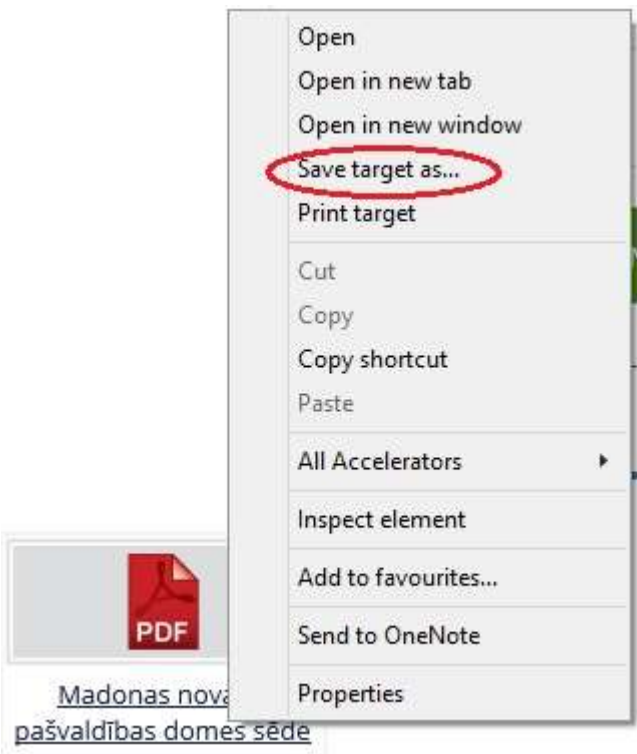 Open
Open in new tab
Open in new window
Save target as...
Print target
Cut
Copy
Copy shortcut
Paste
All Accelerators
Inspect element
Add to favourites...
Send to OneNote
Properties
PDF
Madonas
pašvaldības domes sēde